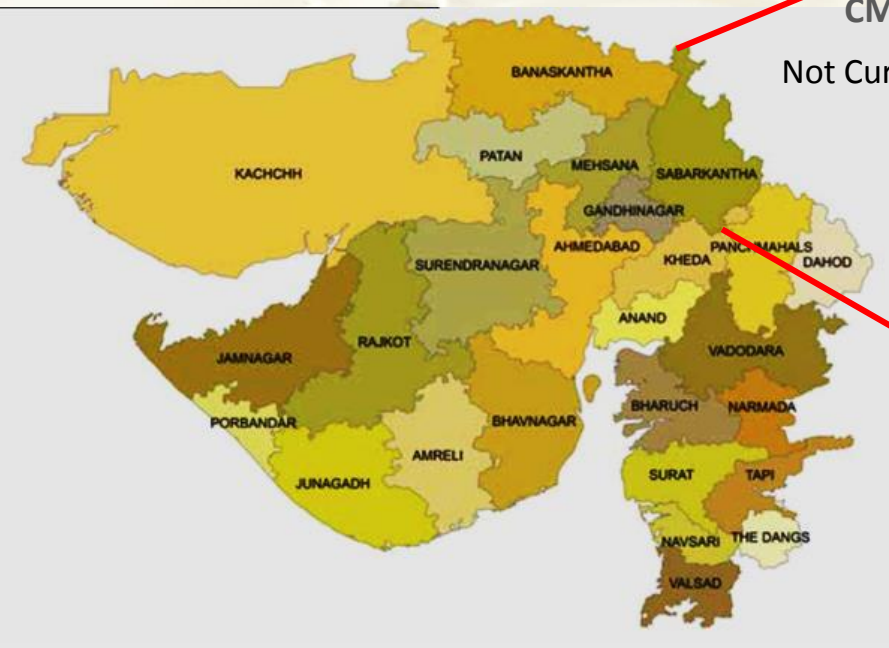 CM
Not Cur
BANASKANTHA
PATAN
MEHSANA
KACHCHH
SABARKANTHA
GANDHINAGAR
AHMEDABAD
PANCHMAHALS
KHEDA
DAHOD
SURENDRANAGAR
ANAND
RAJKOT
JAMNAGAR
VADODARA
BHARUCH
NARMADA
PORBANDAR
BHAVNAGAR
AMRELI
JUNAGADH
SURAT
TAPI
NAVSARI
THE DANGS
VALSAD